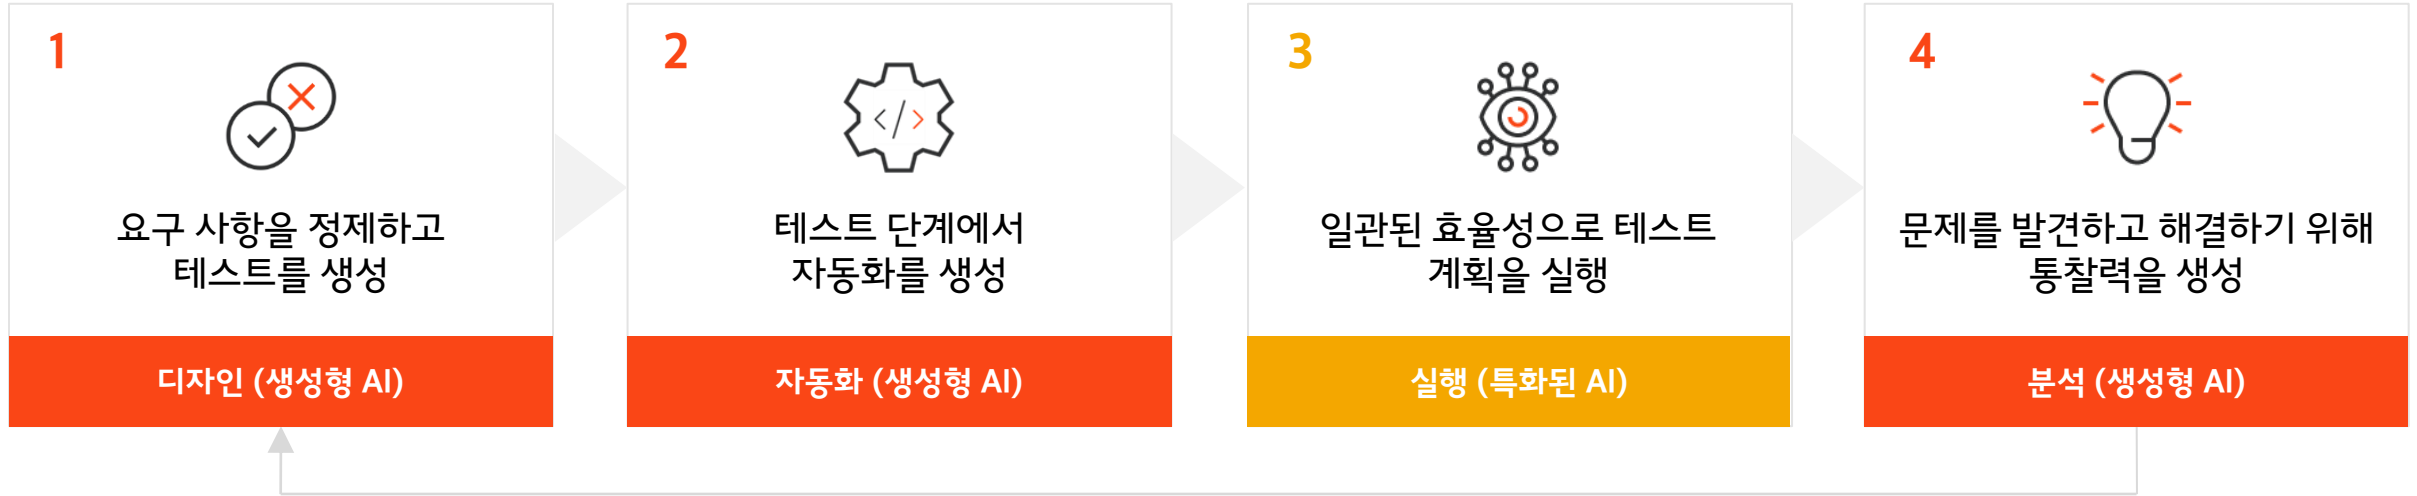 1
요구 사항을 정제하고
테스트를 생성
디자인 (생성형 AI)
2
</>
테스트 단계에서
자동화를 생성
자동화 (생성형 AI)
3
일관된 효율성으로 테스트
계획을 실행
실행 (특화된 AI)
4
문제를 발견하고 해결하기 위해
통찰력을 생성
분석 (생성형 AI)